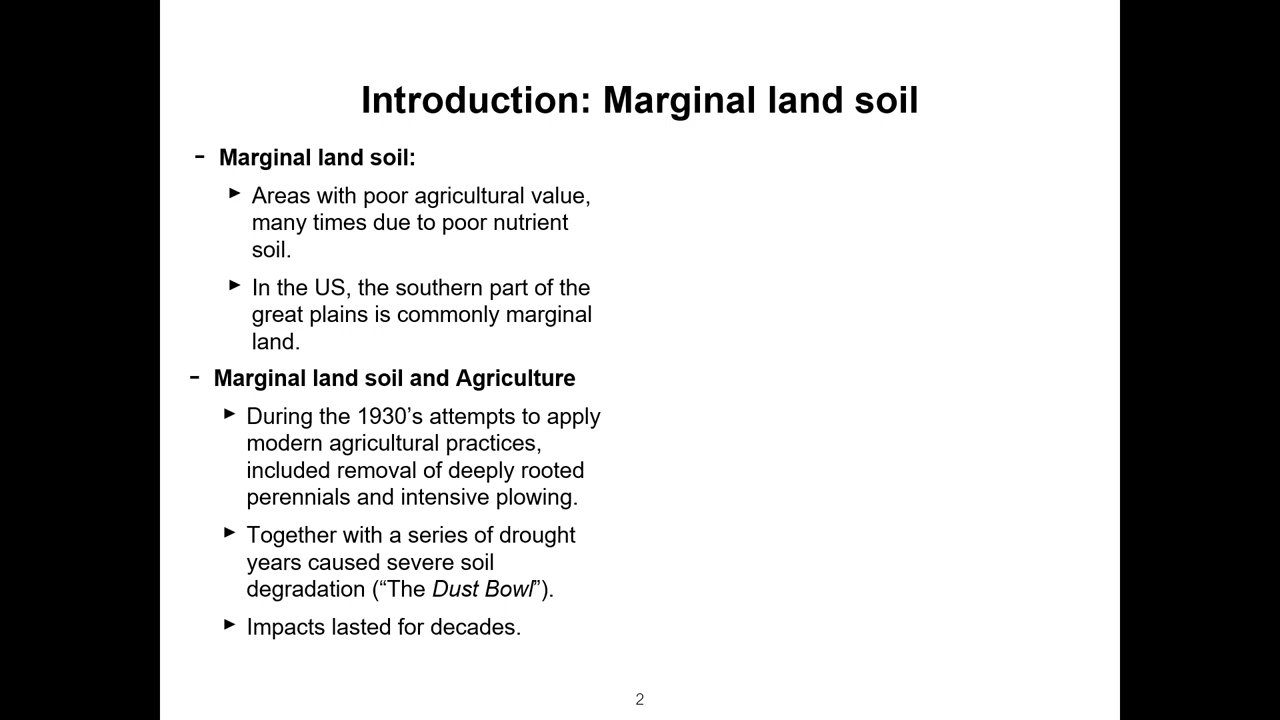 Introduction: Marginal land soil
- Marginal land soil:
► Areas with poor agricultural value,
many times due to poor nutrient
soil.
► In the US, the southern part of the
great plains is commonly marginal
land.
- Marginal land soil and Agriculture
► During the 1930’s attempts to apply
modern agricultural practices,
included removal of deeply rooted
perennials and intensive plowing.
► Together with a series of drought
years caused severe soil
degradation (“The Dust Bowl”).
► Impacts lasted for decades.
2